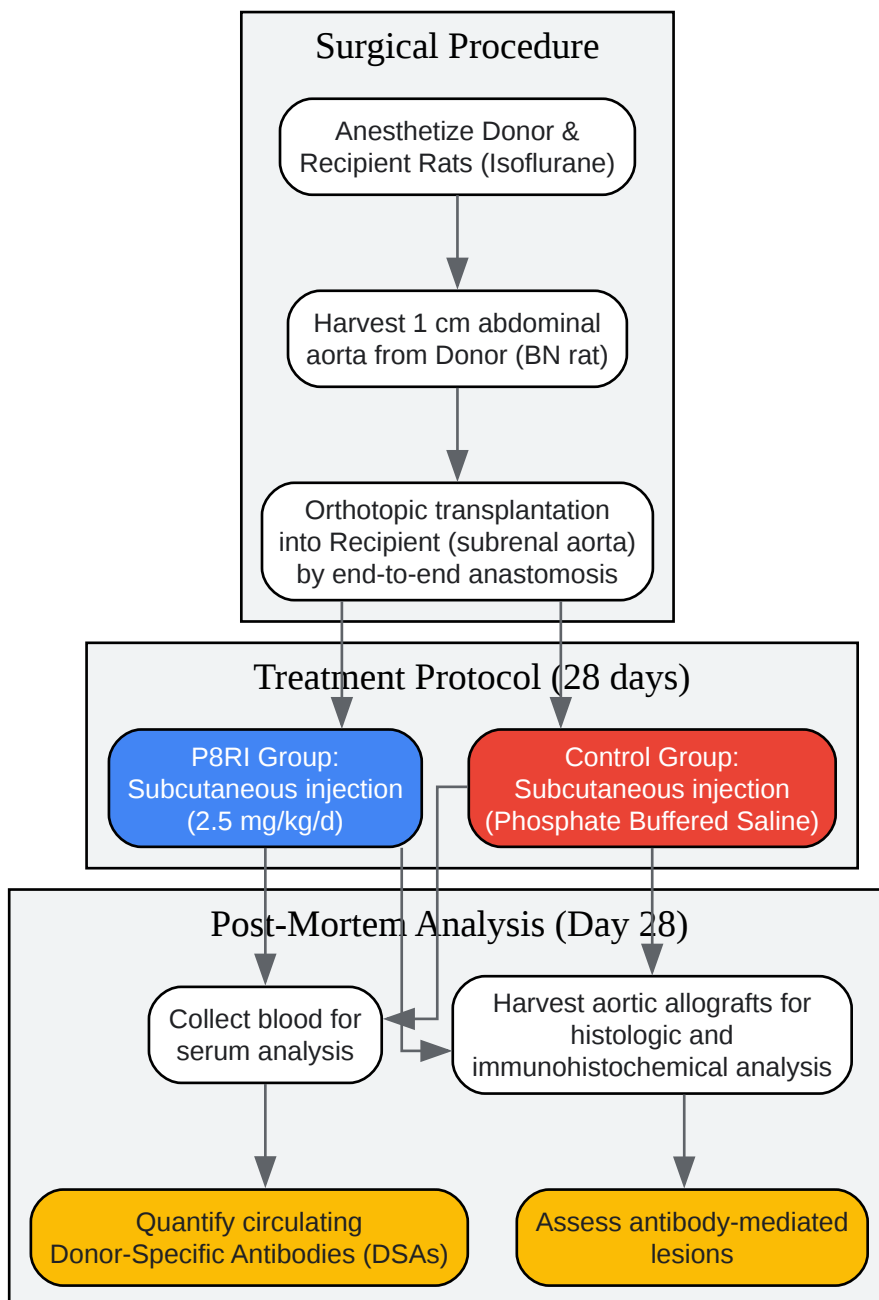 Surgical Procedure
Anesthetize Donor &
Recipient Rats (Isoflurane)
Harvest 1 cm abdominal
aorta from Donor (BN rat)
Orthotopic transplantation
into Recipient (subrenal aorta)
by end-to-end anastomosis
Treatment Protocol (28 days)
P8RI Group:
Subcutaneous injection
(2.5 mg/kg/d)
Control Group:
Subcutaneous injection
(Phosphate Buffered Saline)
Post-Mortem Analysis (Day 28)
Collect blood for
serum analysis
Harvest aortic allografts for
histologic and
immunohistochemical analysis
Quantify circulating
Donor-Specific Antibodies (DSAs)
Assess antibody-mediated
lesions